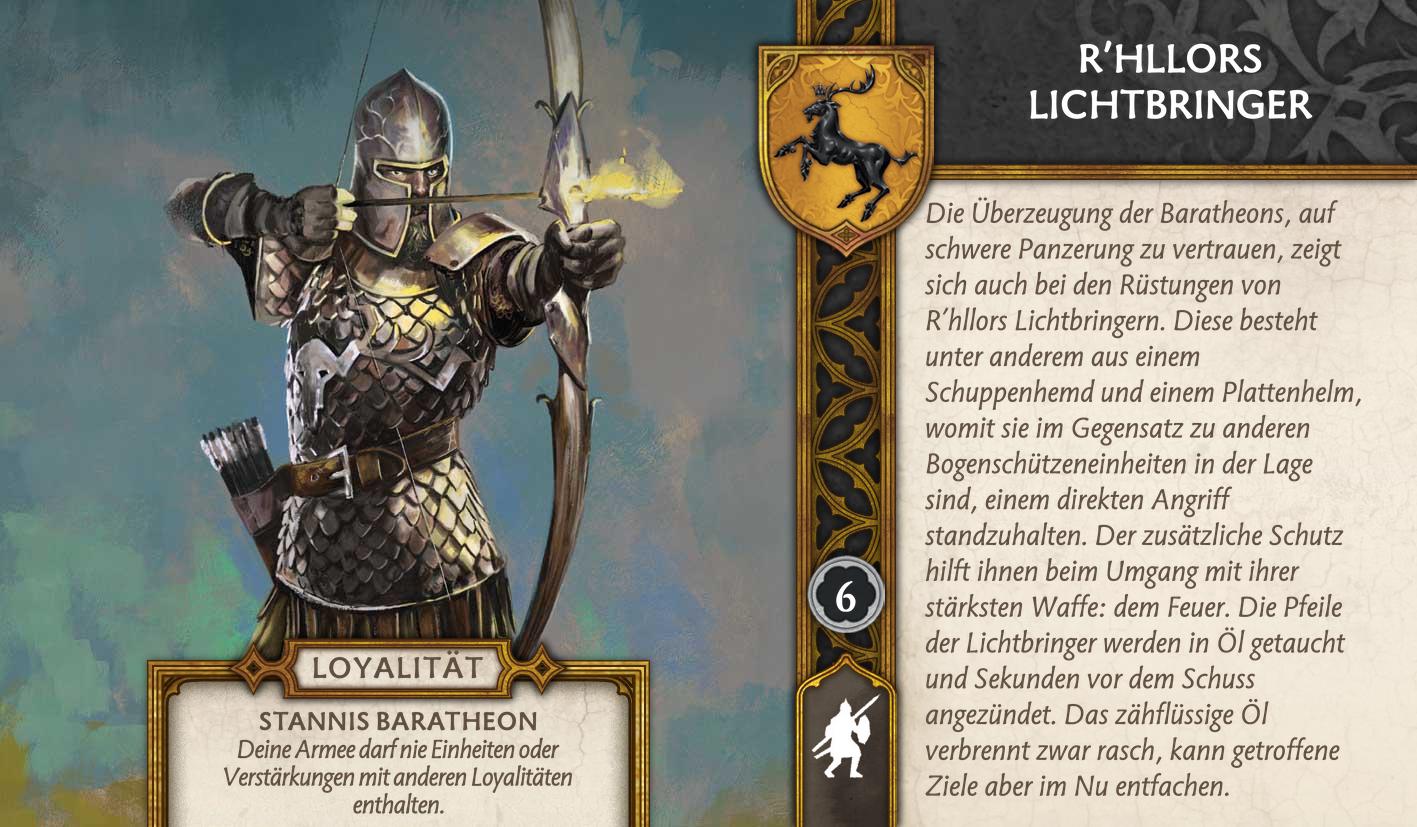 R'HLLORS
LICHTBRINGER
Die Überzeugung der Baratheons, auf
schwere Panzerung zu vertrauen, zeigt
sich auch bei den Rüstungen von
R'hllors Lichtbringern. Diese besteht
unter anderem aus einem
Schuppenhemd und einem Plattenhelm,
womit sie im Gegensatz zu anderen
Bogenschützeneinheiten in der Lage
sind, einem direkten Angriff
standzuhalten. Der zusätzliche Schutz
hilft ihnen beim Umgang mit ihrer
stärksten Waffe: dem Feuer. Die Pfeile
der Lichtbringer werden in Öl getaucht
und Sekunden vor dem Schuss
angezündet. Das zähflüssige Öl
verbrennt zwar rasch, kann getroffene
Ziele aber im Nu entfachen.
6
LOYALITÄT
STANNIS BARATHEON
Deine Armee darf nie Einheiten oder
Verstärkungen mit anderen Loyalitäten
enthalten.